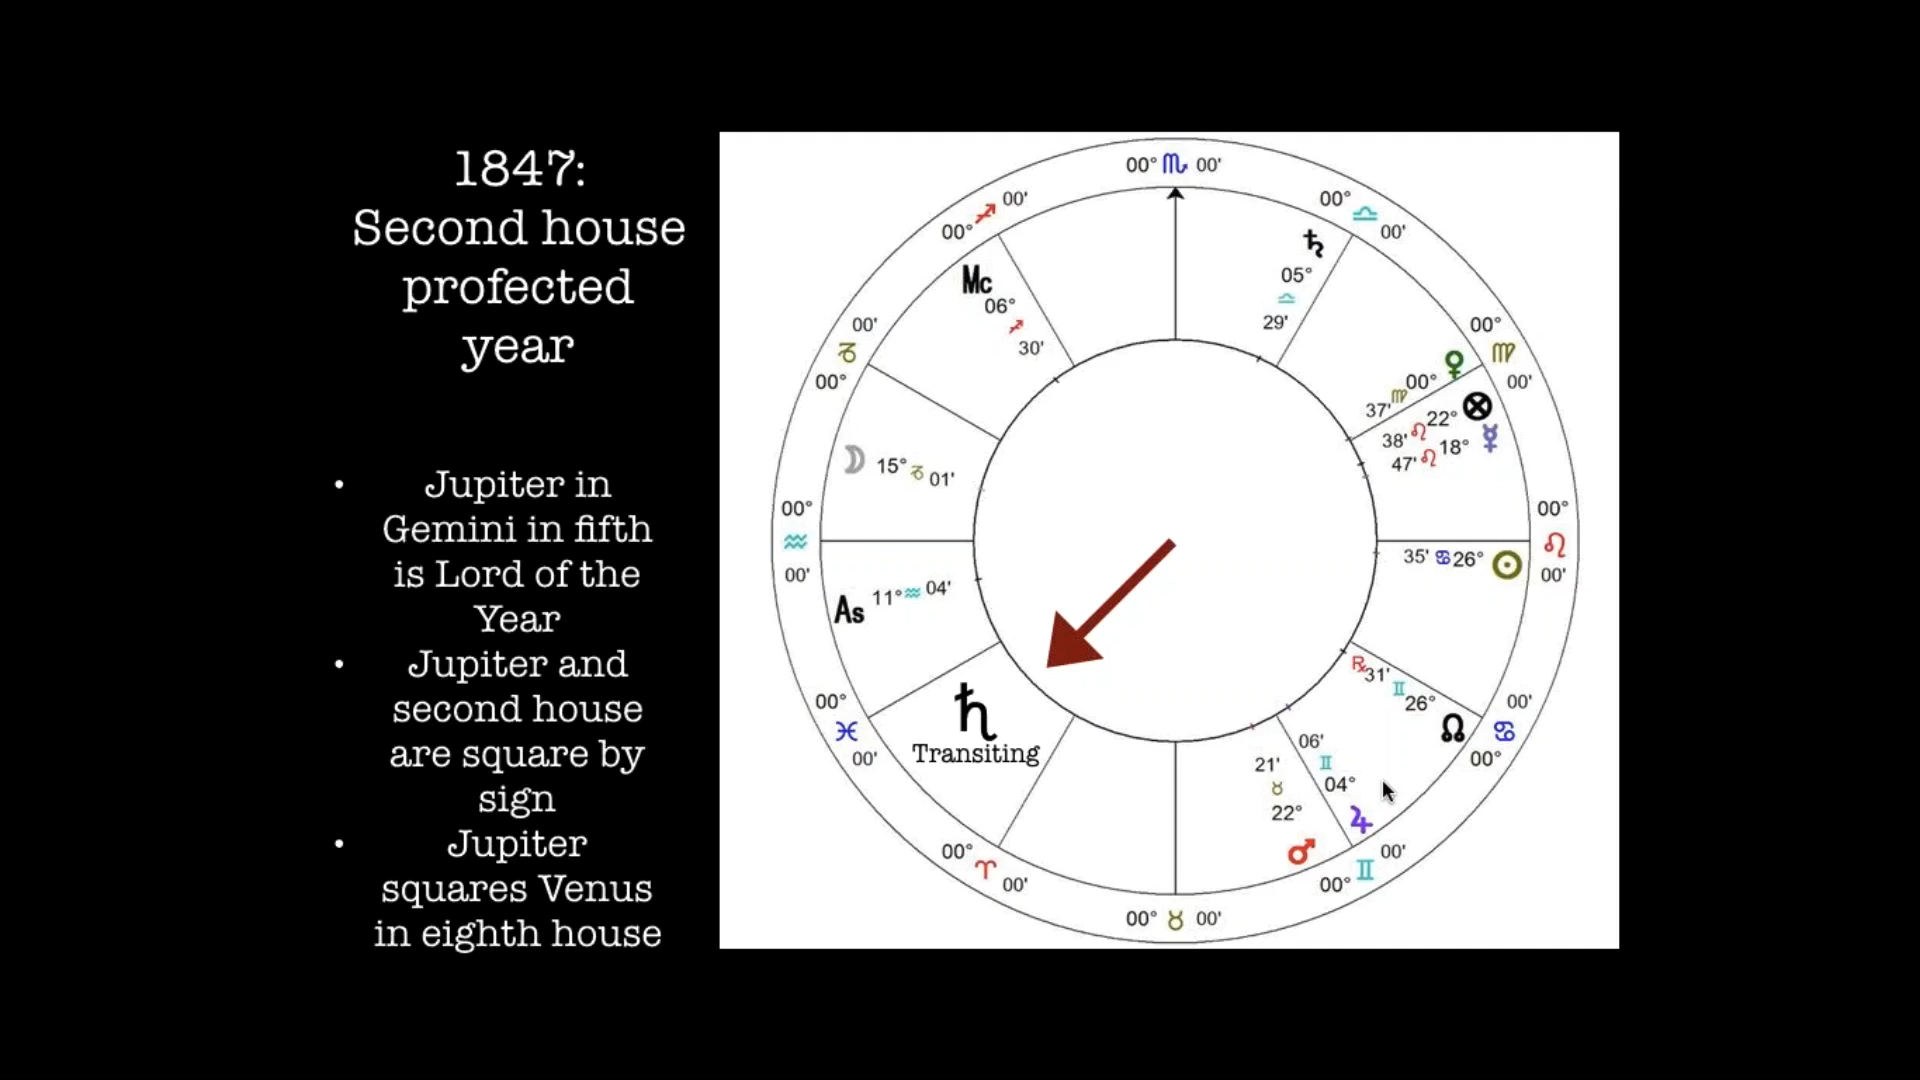 1847:
Second house
profected
year
• Jupiter in
Gemini in fifth
is Lord of the
Year
• Jupiter and
second house
are square by
sign
• Jupiter
squares Venus
in eighth house
00° ♏ 00'
00° ♎ 00'
00° ♍ 00'
00° ♌ 00'
00° ♋ 00'
00° ♊ 00'
00° ♉ 00'
00° ♈ 00'
00° ♓ 00'
00° ♒ 00'
00° ♑ 00'
00° ♐ 00'
Mc 06° ♐ 30'
♄ 05° ♎ 29'
♀ 00° ♍ 37'
⊗ 22° ♌ 38'
☿ 18° ♌ 47'
☉ 26° ♋ 35'
☊ 26° ♊ 31' ℞
♃ 04° ♊ 06'
♂ 22° ♉ 21'
☽ 15° ♑ 01'
As 11° ♒ 04'
♄
Transiting